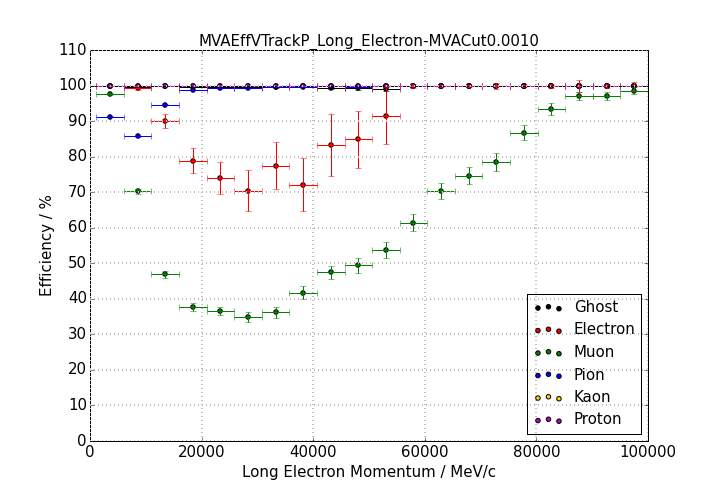 MVAEffVTrackP_Long_Electron-MVACut0.0010
110
100
90
80
70
60
50
40
30
20
10
0
Efficiency / %
Ghost
Electron
Muon
Pion
Kaon
Proton
0 20000 40000 60000 80000 100000
Long Electron Momentum / MeV/c